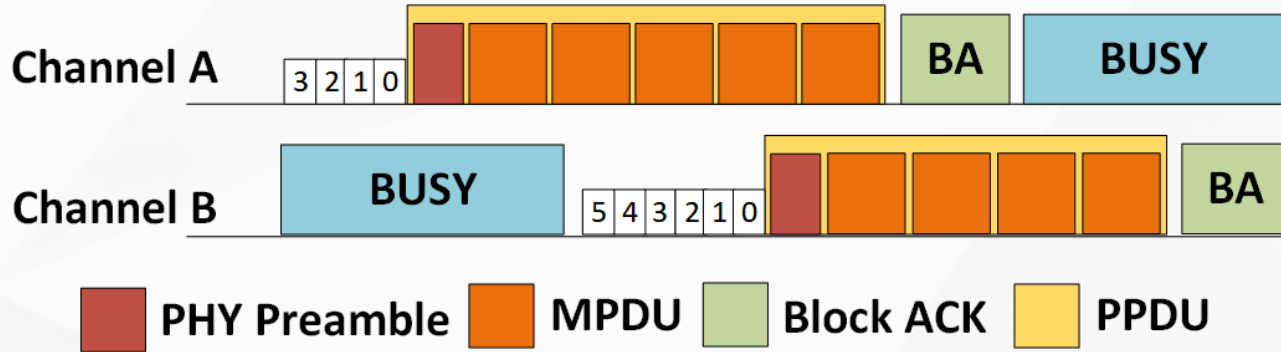 Channel A 3 2 1 0 BA BUSY
Channel B BUSY 5 4 3 2 1 0 BA
PHY Preamble MPDU Block ACK PPDU